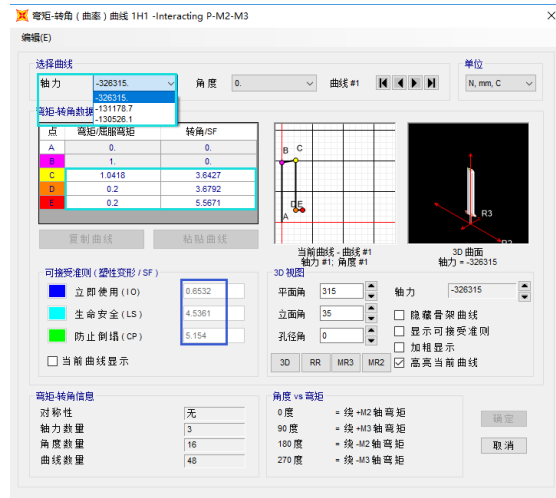 弯矩-转角(曲率)曲线 1H1 -Interacting P-M2-M3
编辑(E)
选择曲线
轴力 -326315. 角度 0. 曲线 #1
-326315.
-131178.7
-130526.1
单位
N, mm, C
弯矩-转角数据
点 弯矩/屈服弯矩 转角/SF
A 0. 0.
B 1. 0.
C 1.0418 3.6427
D 0.2 3.6792
E 0.2 5.5671
复制曲线 粘贴曲线
B C
DE
A
当前曲线 - 曲线 #1
轴力 #1; 角度 #1
R3
R2
3D 曲面
轴力 = -326315
可接受准则(塑性变形 / SF)
立即使用(IO) 0.6532
生命安全(LS) 4.5361
防止倒塌(CP) 5.154
当前曲线显示
3D 视图
平面角 315 轴力 -326315
立面角 35
孔径角 0
隐藏骨架曲线
显示可接受准则
加粗显示
高亮当前曲线
3D RR MR3 MR2
弯矩-转角信息
对称性 无
轴力数量 3
角度数量 16
曲线数量 48
角度 vs 弯矩
0 度 = 绕 +M2 轴弯矩
90 度 = 绕 +M3 轴弯矩
180 度 = 绕 -M2 轴弯矩
270 度 = 绕 -M3 轴弯矩
确定
取消